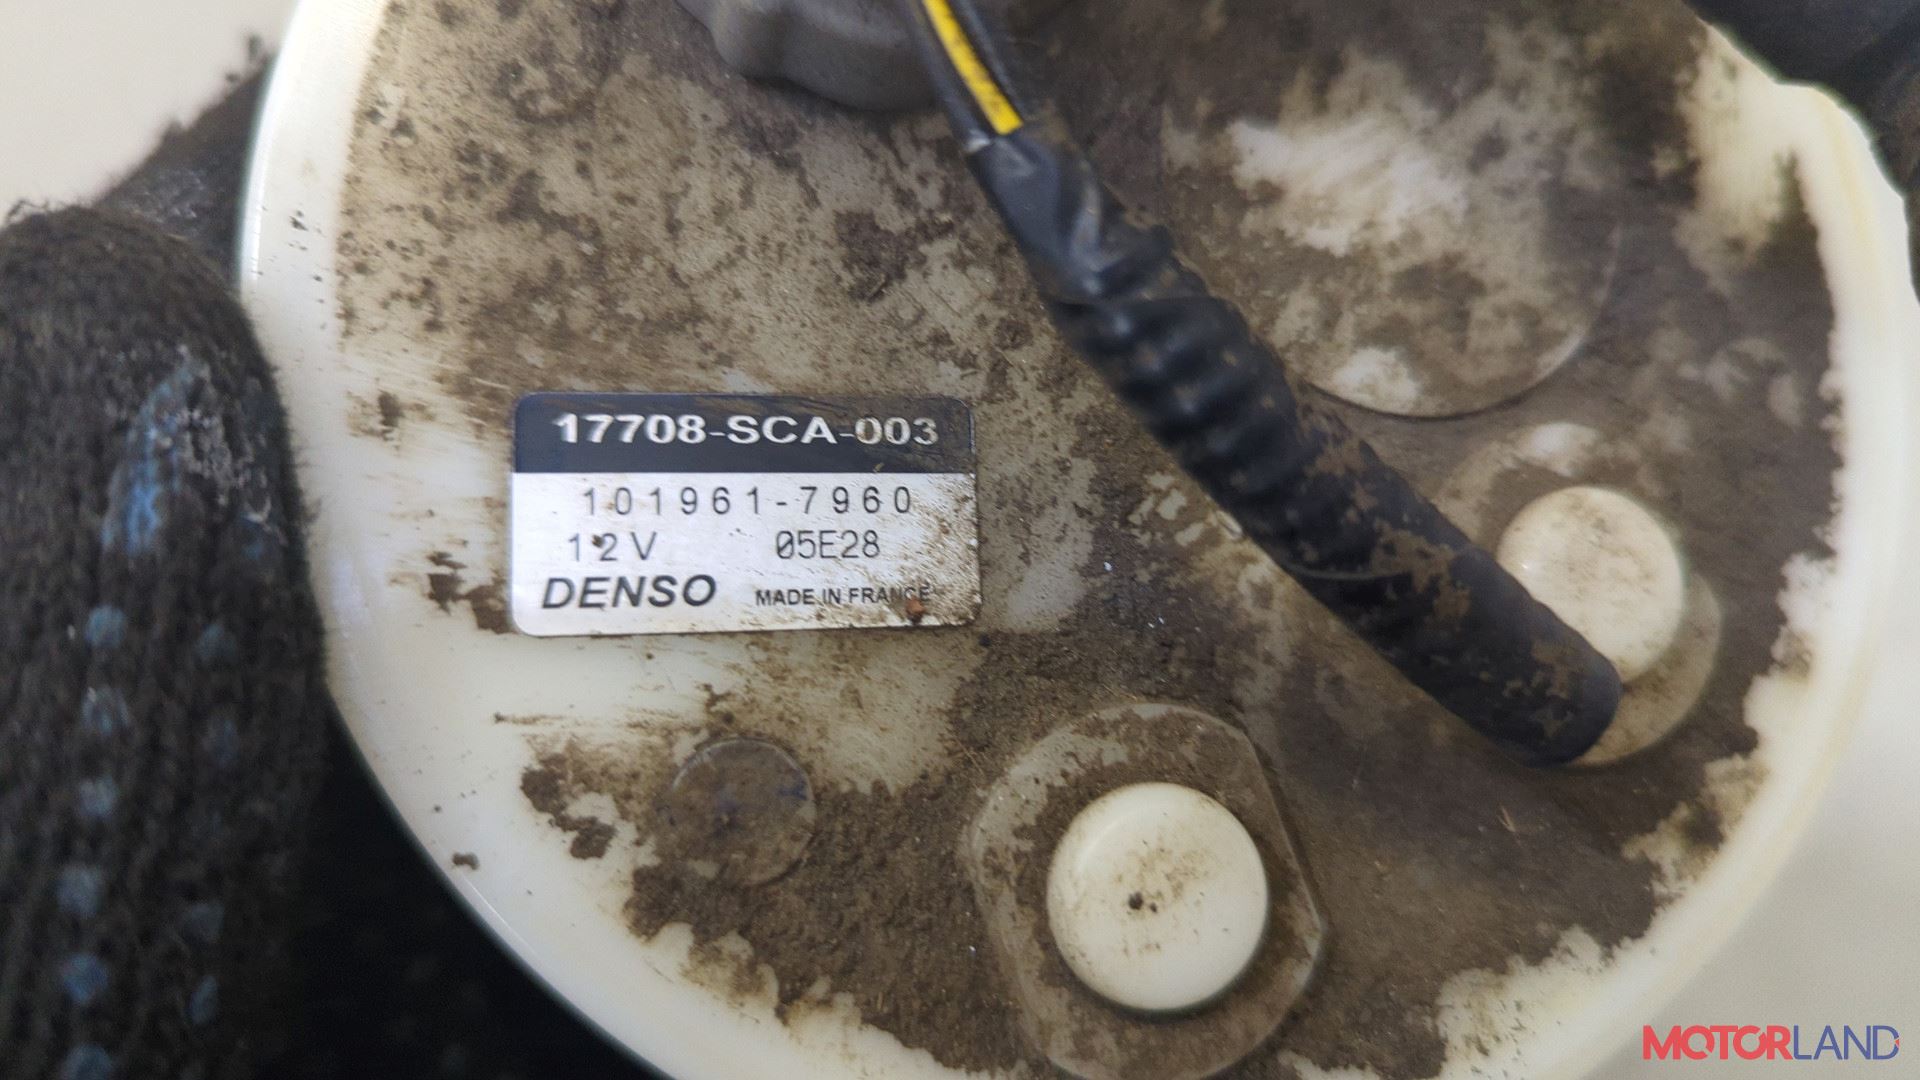 17708-SCA-003
101961-7960
12V 05E28
DENSO MADE IN FRANCE
MOTORLAND